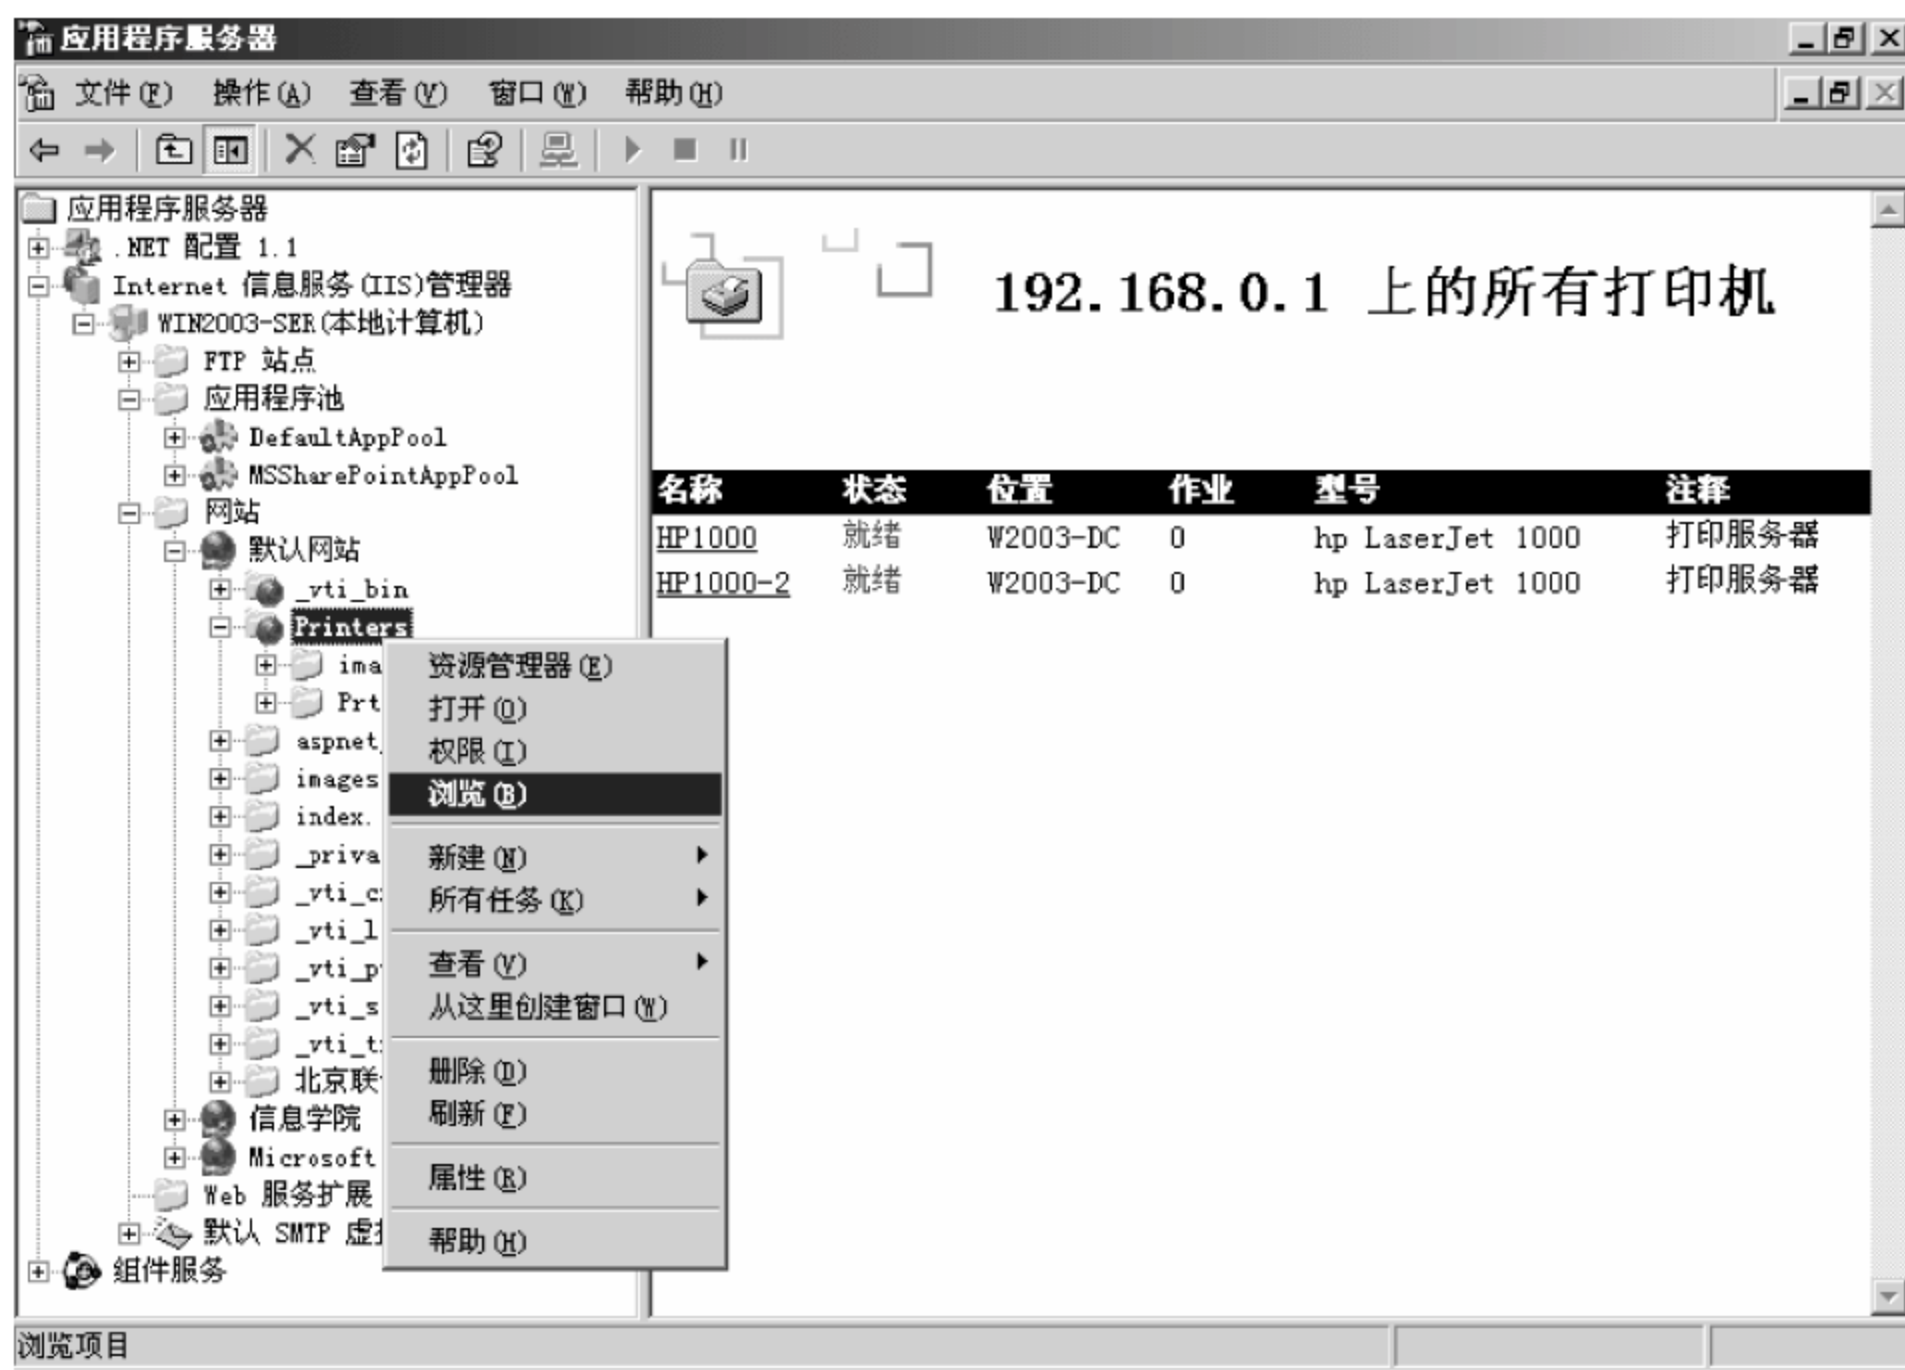 应用程序服务器
文件(F) 操作(A) 查看(V) 窗口(W) 帮助(H)
应用程序服务器
.NET 配置 1.1
Internet 信息服务(IIS)管理器
WIN2003-SER(本地计算机)
FTP 站点
应用程序池
DefaultAppPool
MSSharePointAppPool
网站
默认网站
_vti_bin
Printers
ima
Prt
aspnet_
images
index.
_priva
_vti_c
_vti_l
_vti_p
_vti_s
_vti_t
北京联
信息学院
Microsoft
Web 服务扩展
默认 SMTP 虚
组件服务
资源管理器(E)
打开(O)
权限(I)
浏览(B)
新建(N)
所有任务(K)
查看(V)
从这里创建窗口(W)
删除(D)
刷新(F)
属性(R)
帮助(H)
192.168.0.1 上的所有打印机
名称 状态 位置 作业 型号 注释
HP1000 就绪 W2003-DC 0 hp LaserJet 1000 打印服务器
HP1000-2 就绪 W2003-DC 0 hp LaserJet 1000 打印服务器
浏览项目